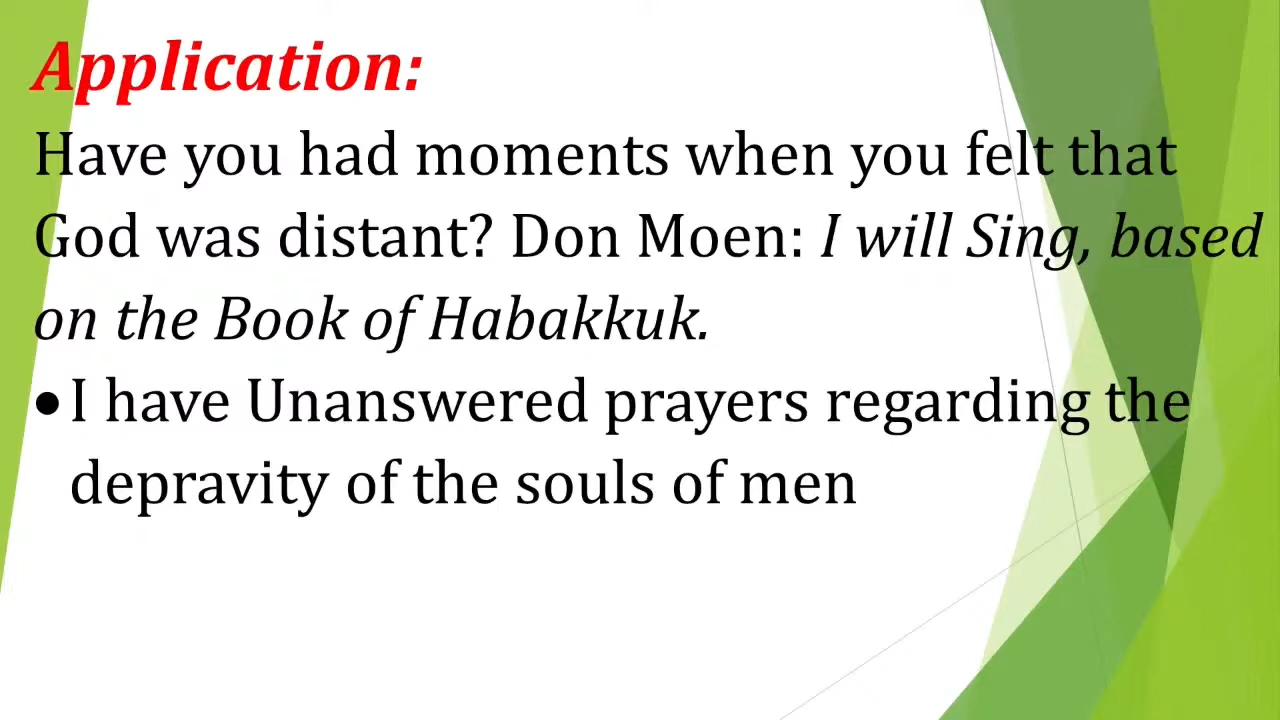 Application:
Have you had moments when you felt that
God was distant? Don Moen: I will Sing, based
on the Book of Habakkuk.
•I have Unanswered prayers regarding the
depravity of the souls of men